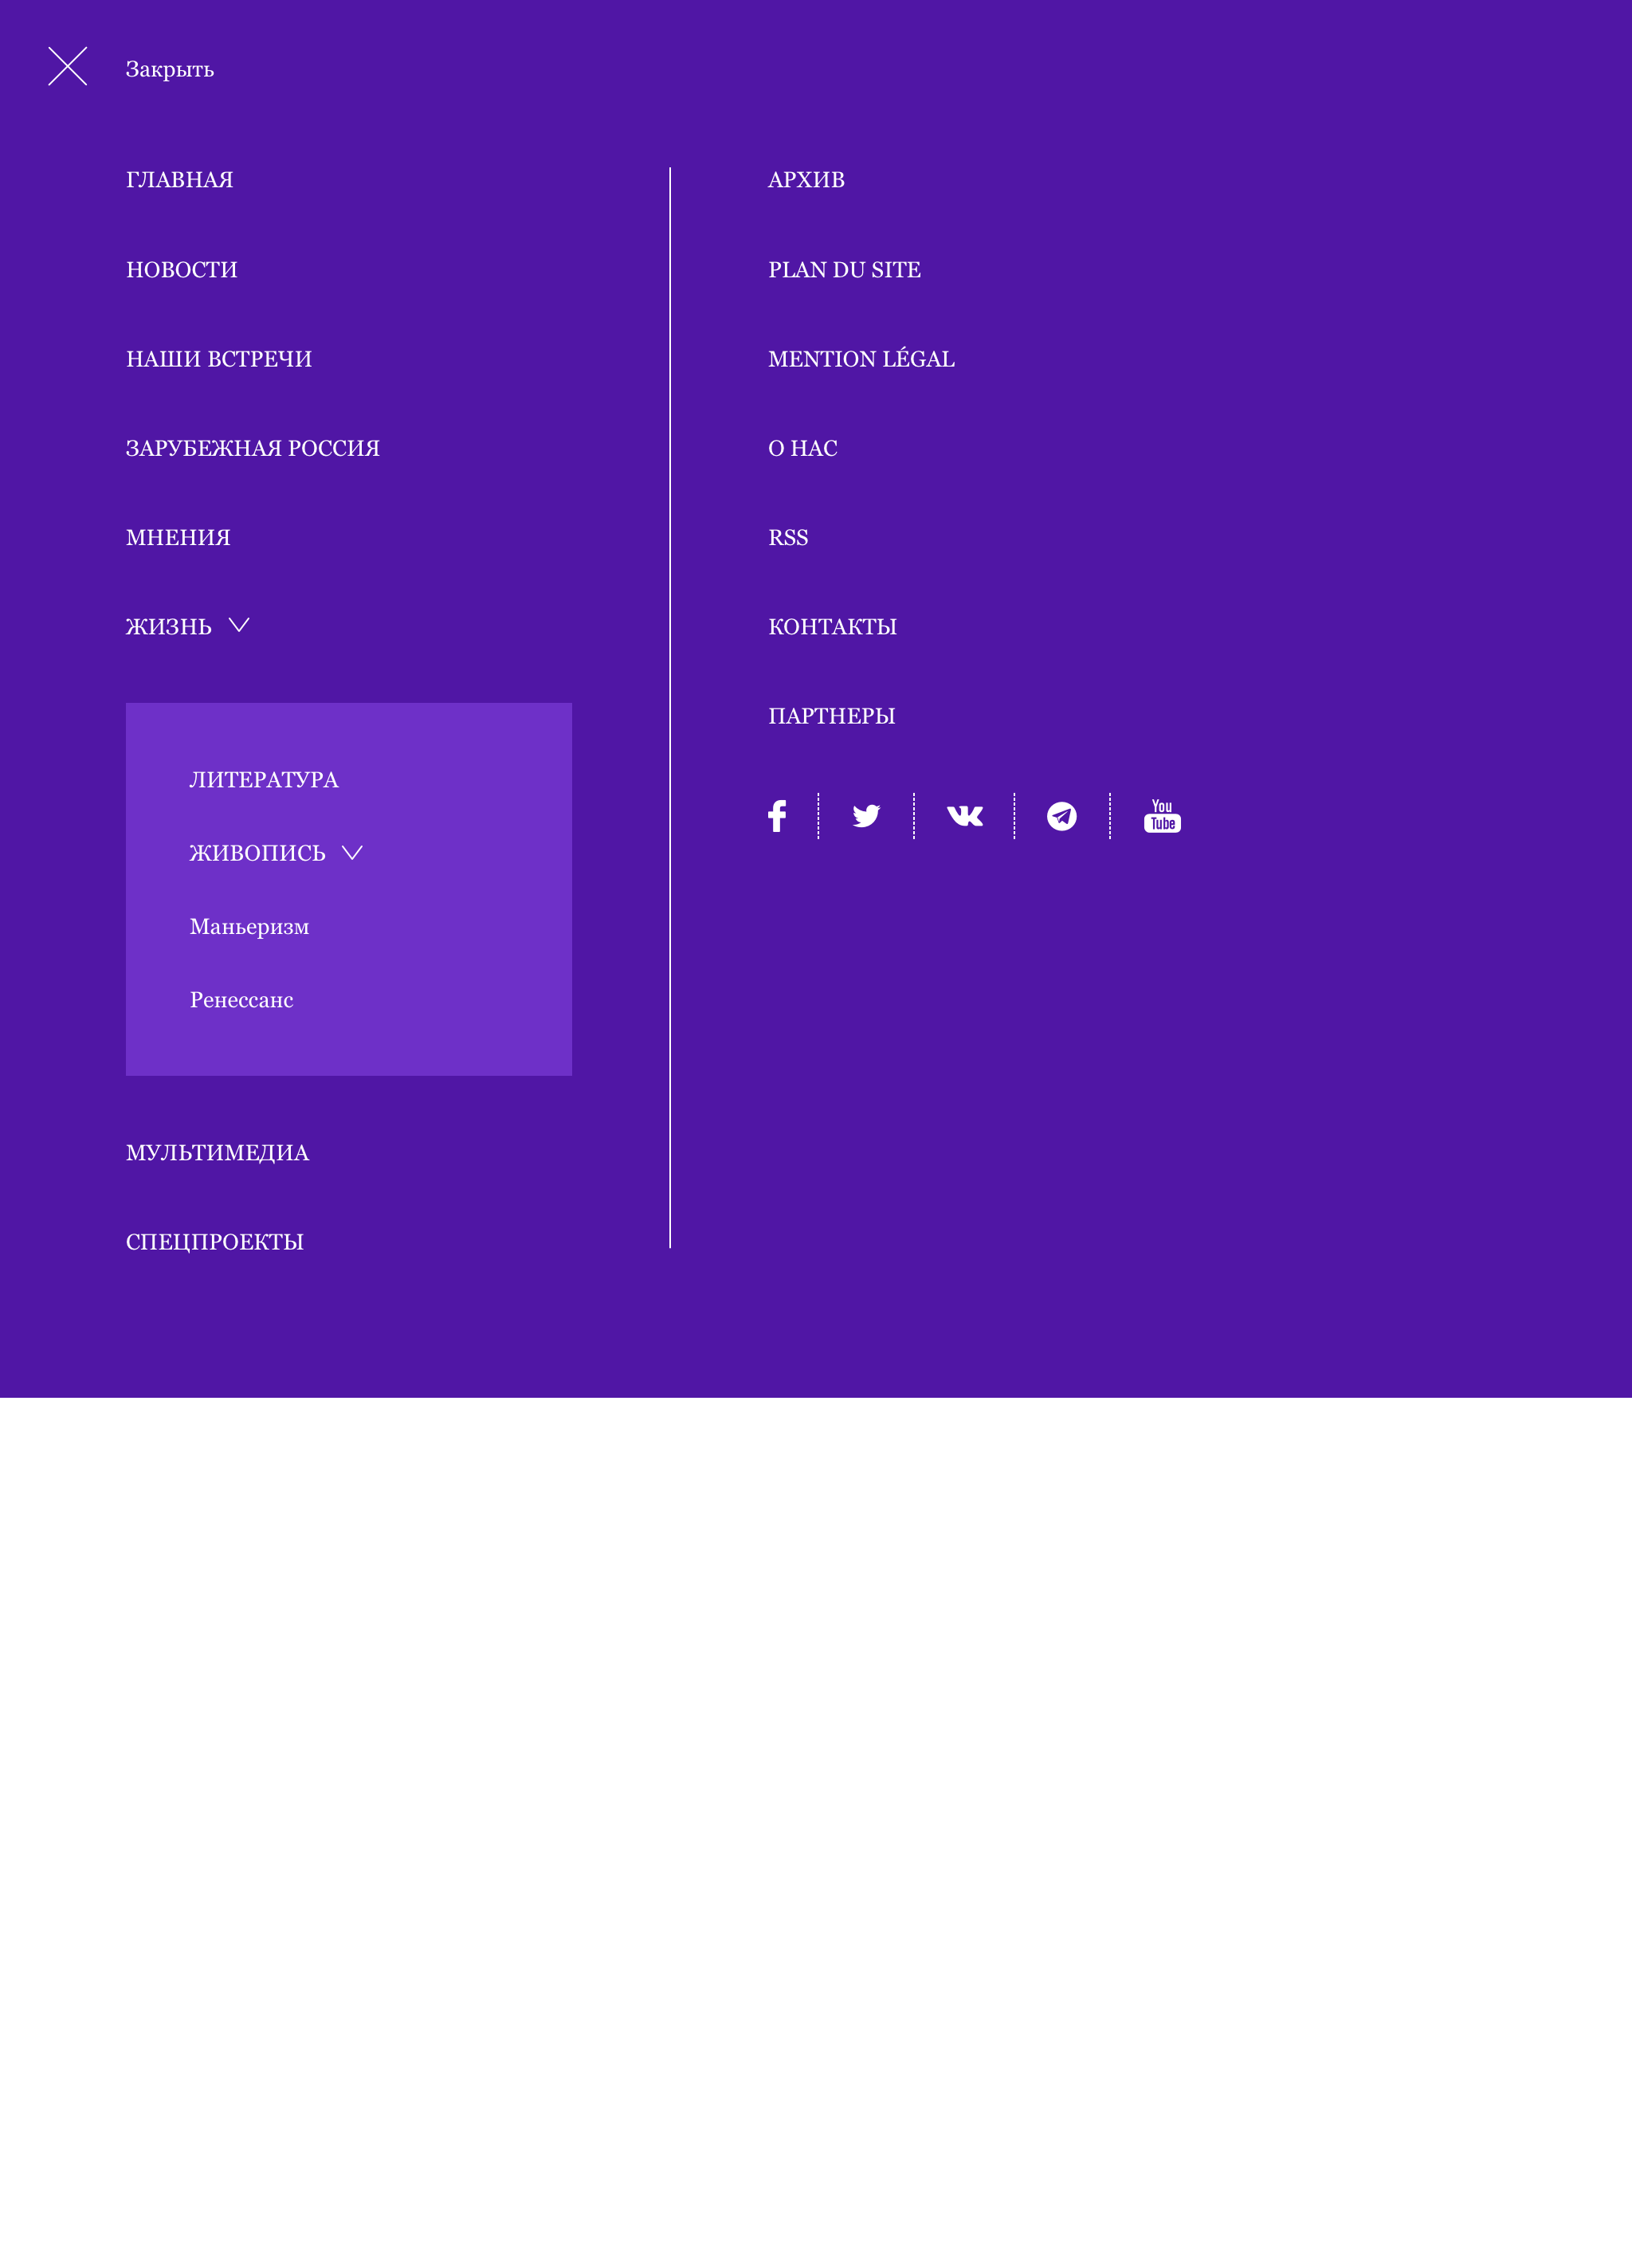 Закрыть
ГЛАВНАЯ
НОВОСТИ
НАШИ ВСТРЕЧИ
ЗАРУБЕЖНАЯ РОССИЯ
МНЕНИЯ
ЖИЗНЬ
ЛИТЕРАТУРА
ЖИВОПИСЬ
Маньеризм
Ренессанс
МУЛЬТИМЕДИА
СПЕЦПРОЕКТЫ
АРХИВ
PLAN DU SITE
MENTION LÉGAL
О НАС
RSS
КОНТАКТЫ
ПАРТНЕРЫ
You
Tube